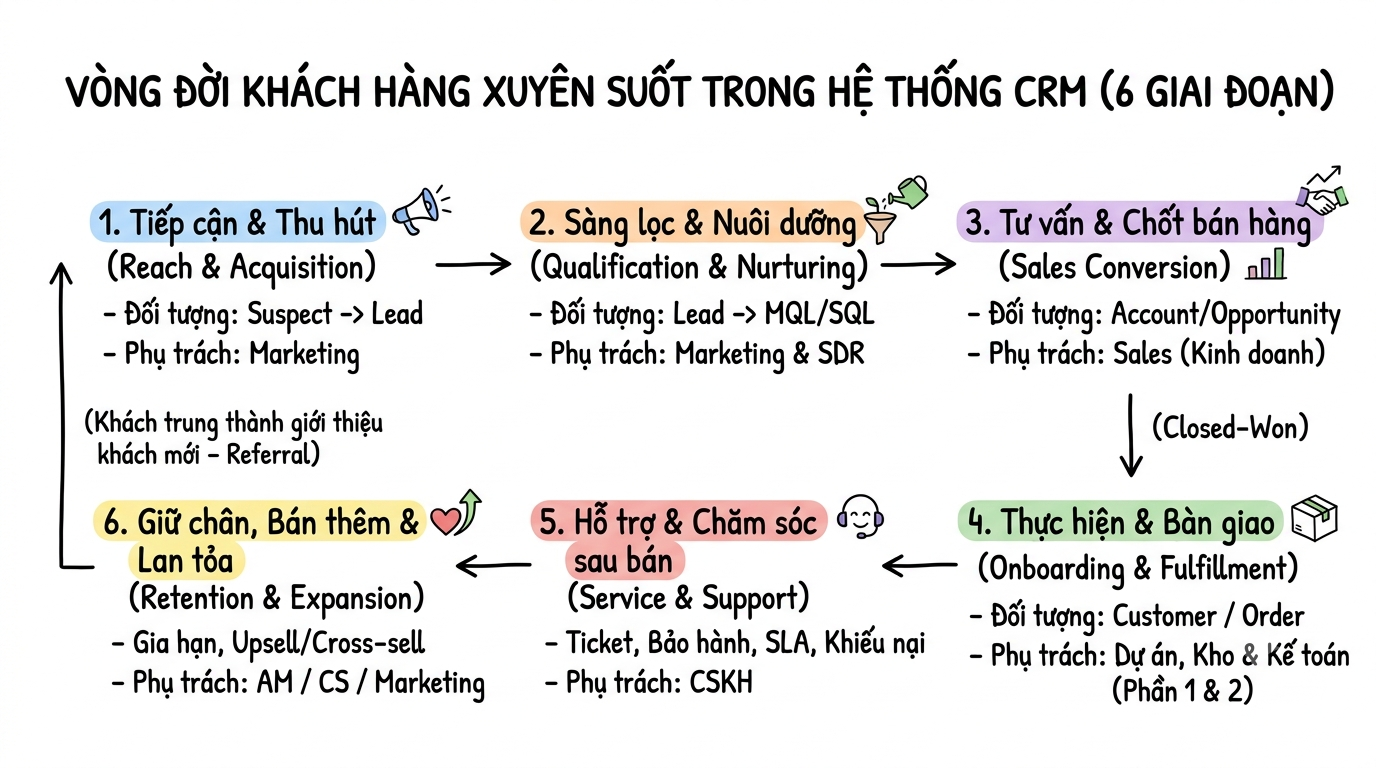 VÒNG ĐỜI KHÁCH HÀNG XUYÊN SUỐT TRONG HỆ THỐNG CRM (6 GIAI ĐOẠN)
1. Tiếp cận & Thu hút
(Reach & Acquisition)
- Đối tượng: Suspect -> Lead
- Phụ trách: Marketing
2. Sàng lọc & Nuôi dưỡng
(Qualification & Nurturing)
- Đối tượng: Lead -> MQL/SQL
- Phụ trách: Marketing & SDR
3. Tư vấn & Chốt bán hàng
(Sales Conversion)
- Đối tượng: Account/Opportunity
- Phụ trách: Sales (Kinh doanh)
(Closed-Won)
4. Thực hiện & Bàn giao
(Onboarding & Fulfillment)
- Đối tượng: Customer / Order
- Phụ trách: Dự án, Kho & Kế toán
(Phần 1 & 2)
5. Hỗ trợ & Chăm sóc
sau bán
(Service & Support)
- Ticket, Bảo hành, SLA, Khiếu nại
- Phụ trách: CSKH
6. Giữ chân, Bán thêm &
Lan tỏa
(Retention & Expansion)
- Gia hạn, Upsell/Cross-sell
- Phụ trách: AM / CS / Marketing
(Khách trung thành giới thiệu
khách mới - Referral)